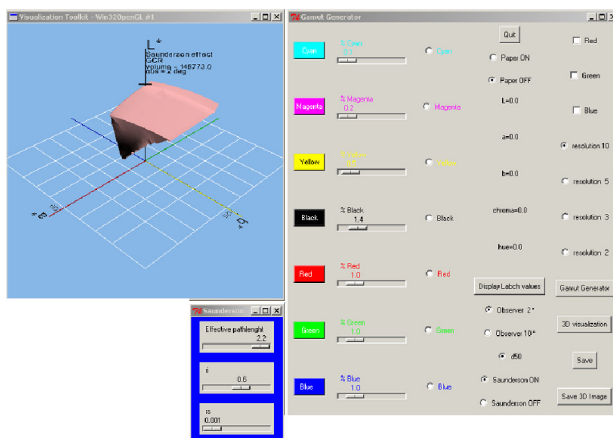 Visualization Toolkit - Win32OpenGL #1
L*
Saunderson effect
GCR
volume ~ 146773.0
obs = 2 deg
Gamut Generator
Cyan
% Cyan
0.1
Cyan
Magenta
% Magenta
0.2
Magenta
Yellow
Black
% Black
1.4
Black
Red
% Red
1.0
Red
Green
% Green
1.0
Green
Blue
% Blue
1.0
Blue
Quit
Paper ON
Paper OFF
L=0.0
a=0.0
b=0.0
chroma=0.0
hue=0.0
Display Labch values
Observer 2°
Observer 10°
d50
Saunderson ON
Saunderson OFF
Red
Green
Blue
resolution 10
resolution 5
resolution 3
resolution 2
Gamut Generator
3D visualization
Save
Save 3D Image
Saunderson
Effective pathlenght
2.2
0.6
0.001